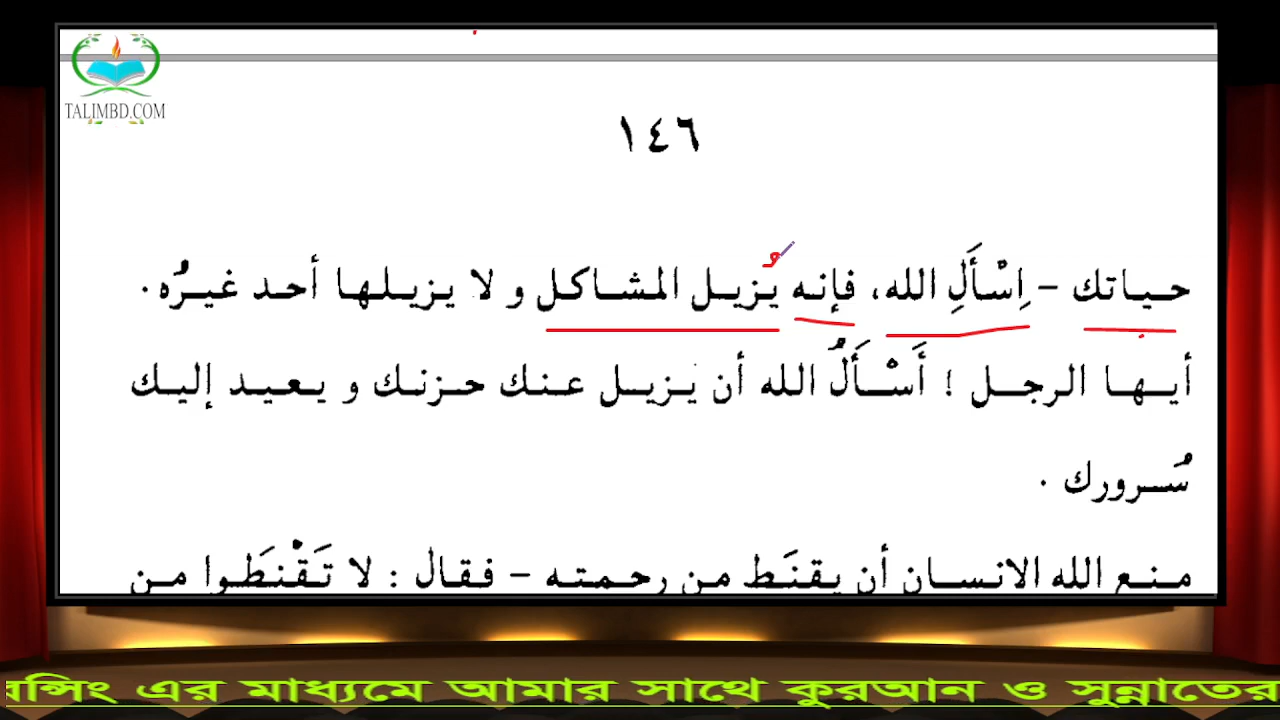 TALIMBD.COM
١٤٦
حياتك – اِسْأَلِ الله، فإنه يُزيل المشاكل و لا يزيلها أحد غيرُه.
أيها الرجل ! أَسْأَلُ الله أن يزيل عنك حزنك و يعيد إليك
سُرورك .
منع الله الانسان أن يقنَط من رحمته – فقال : لا تَقْنَطوا من
এর মাধ্যমে আমার সাথে কুরআন ও সুন্নাতের